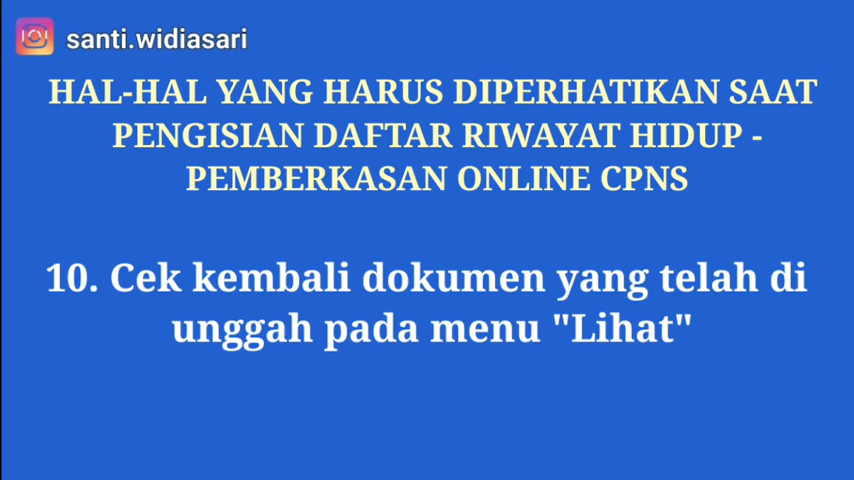 santi.widiasari
HAL-HAL YANG HARUS DIPERHATIKAN SAAT
PENGISIAN DAFTAR RIWAYAT HIDUP -
PEMBERKASAN ONLINE CPNS
10. Cek kembali dokumen yang telah di
unggah pada menu "Lihat"